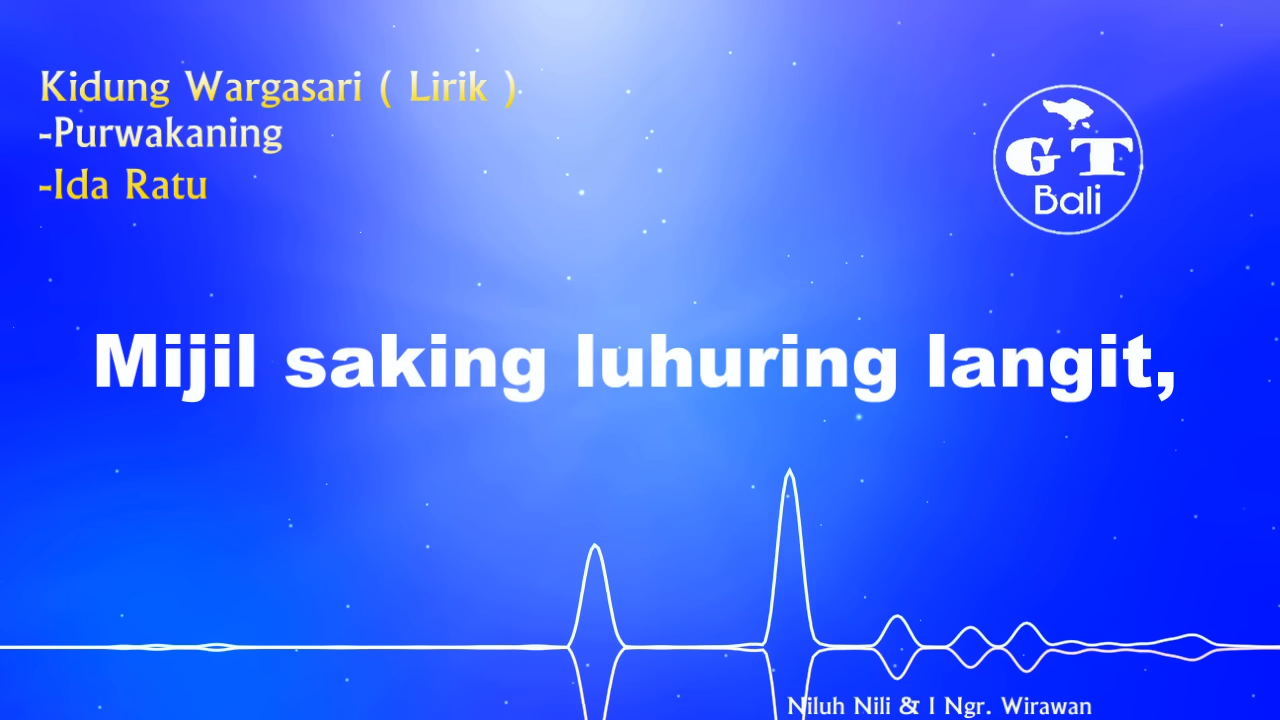 Kidung Wargasari ( Lirik )
-Purwakaning
-Ida Ratu
GT
Bali
Mijil saking luhuring langit,
Niluh Nili & I Ngr. Wirawan